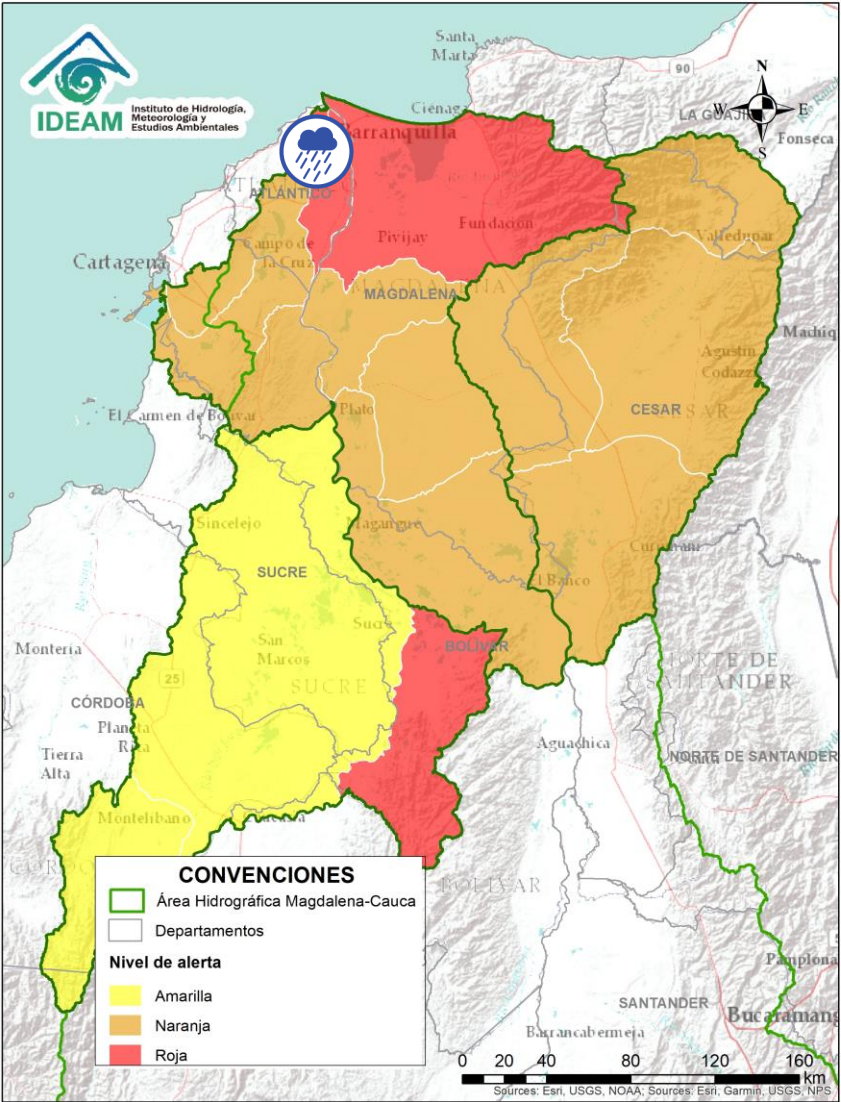 IDEAM
Instituto de Hidrología,
Meteorología y
Estudios Ambientales
Santa
Marta
90
N
W
E
S
Ciénaga
LA GUAJIR
Fonseca
Barranquilla
ATLÁNTICO
Campo de
la Cruz
Pivijay
Fundación
Valledupar
Cartagena
MAGDALENA
Machiq
Agustín
Codazzi
CESAR
CESAR
El Carmen de Bolívar
Plato
Sincelejo
Magangué
Curumaní
SUCRE
El Banco
Sucre
San
Marcos
SUCRE
BOLÍVAR
Montería
25
CÓRDOBA
NORTE DE
SANTANDER
Planeta
Rica
Tierra
Alta
Aguachica
NORTE DE SANTANDER
Montelíbano
BOLÍVAR
CONVENCIONES
Área Hidrográfica Magdalena-Cauca
Departamentos
Nivel de alerta
Amarilla
Naranja
Roja
Pamplona
SANTANDER
Bucaramang
Barrancabermeja
0 20 40 80 120 160
km
Sources: Esri, USGS, NOAA; Sources: Esri, Garmin, USGS, NPS